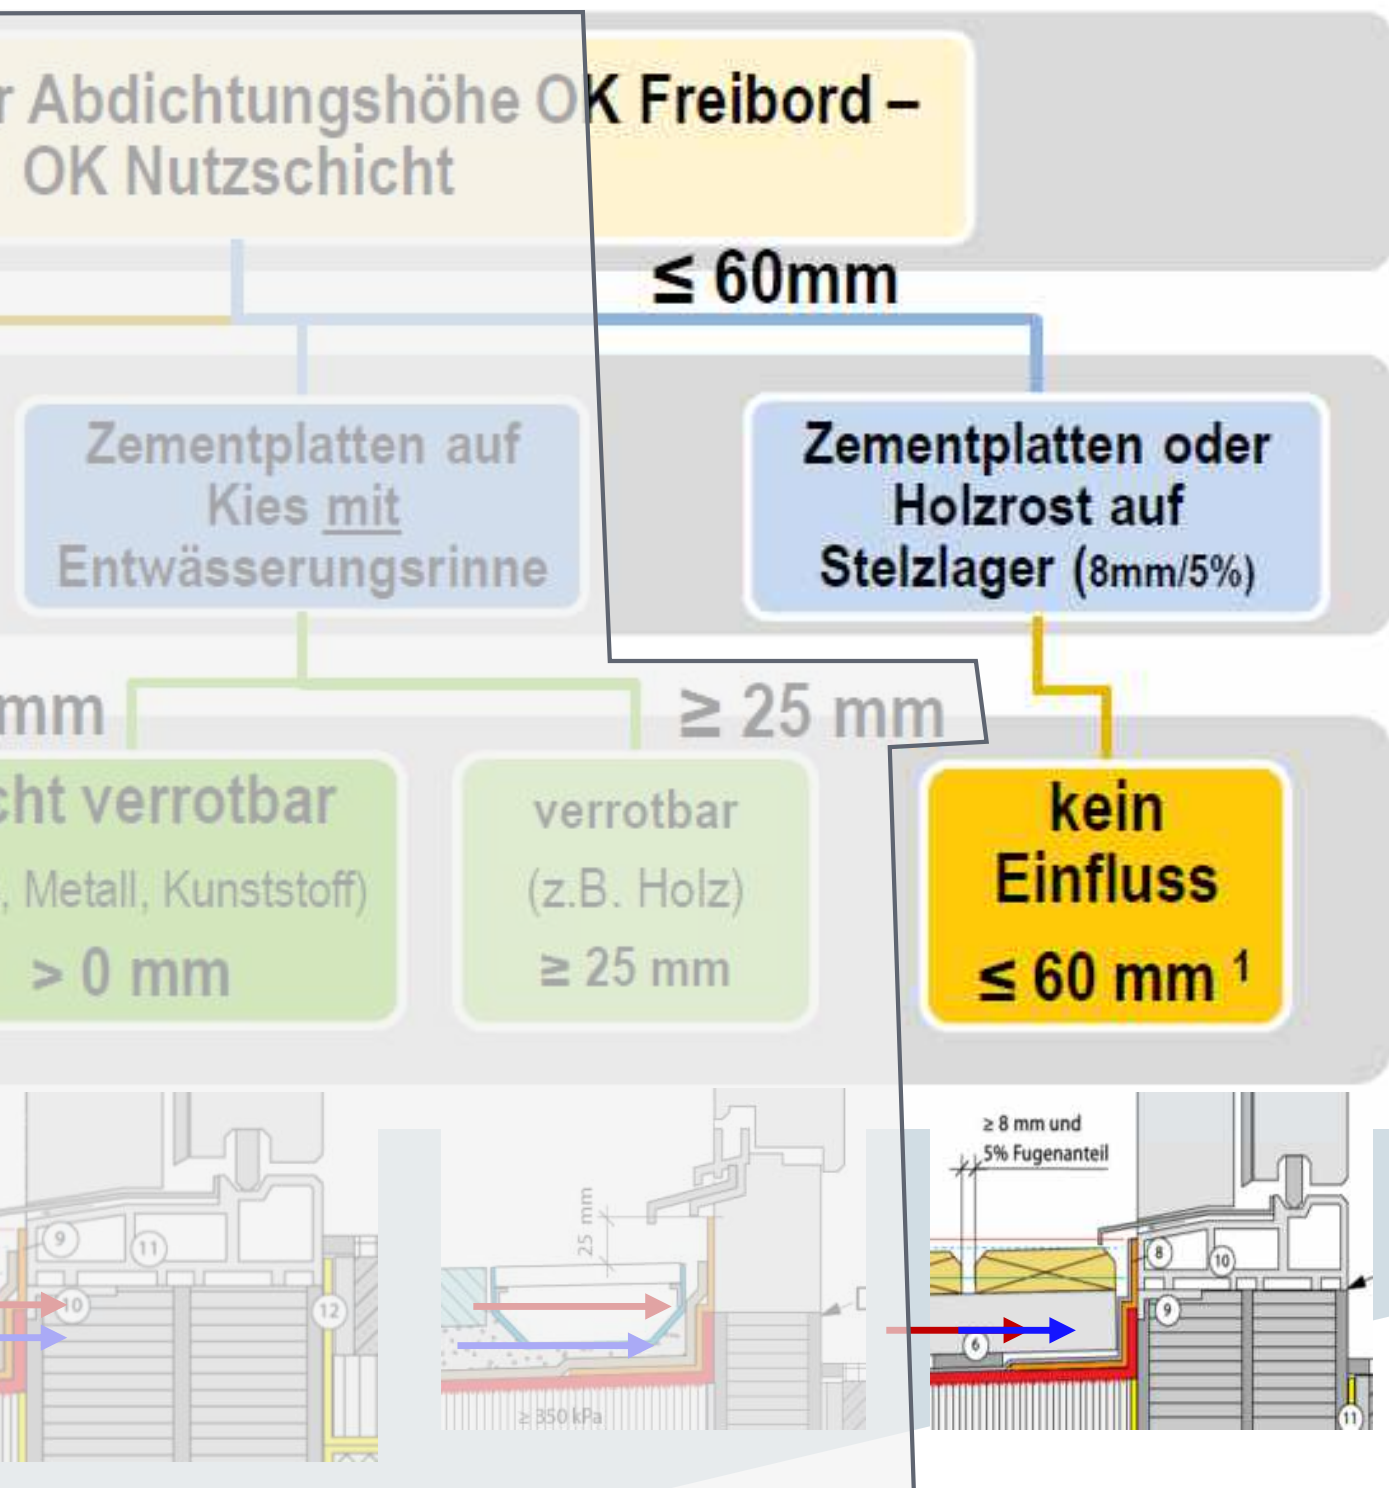 r Abdichtungshöhe OK Freibord –
OK Nutzschicht
≤ 60mm
Zementplatten auf
Kies mit
Entwässerungsrinne
Zementplatten oder
Holzrost auf
Stelzlager (8mm/5%)
mm
≥ 25 mm
cht verrotbar
, Metall, Kunststoff)
> 0 mm
verrotbar
(z.B. Holz)
≥ 25 mm
kein
Einfluss
≤ 60 mm ¹
9
11
10
12
25 mm
≥ 350 kPa
≥ 8 mm und
5% Fugenanteil
8
10
9
6
11